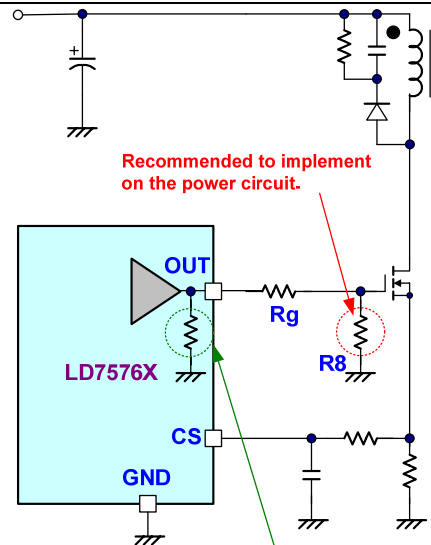 +
Recommended to implement
on the power circuit.
OUT
Rg
R8
LD7576X
CS
GND